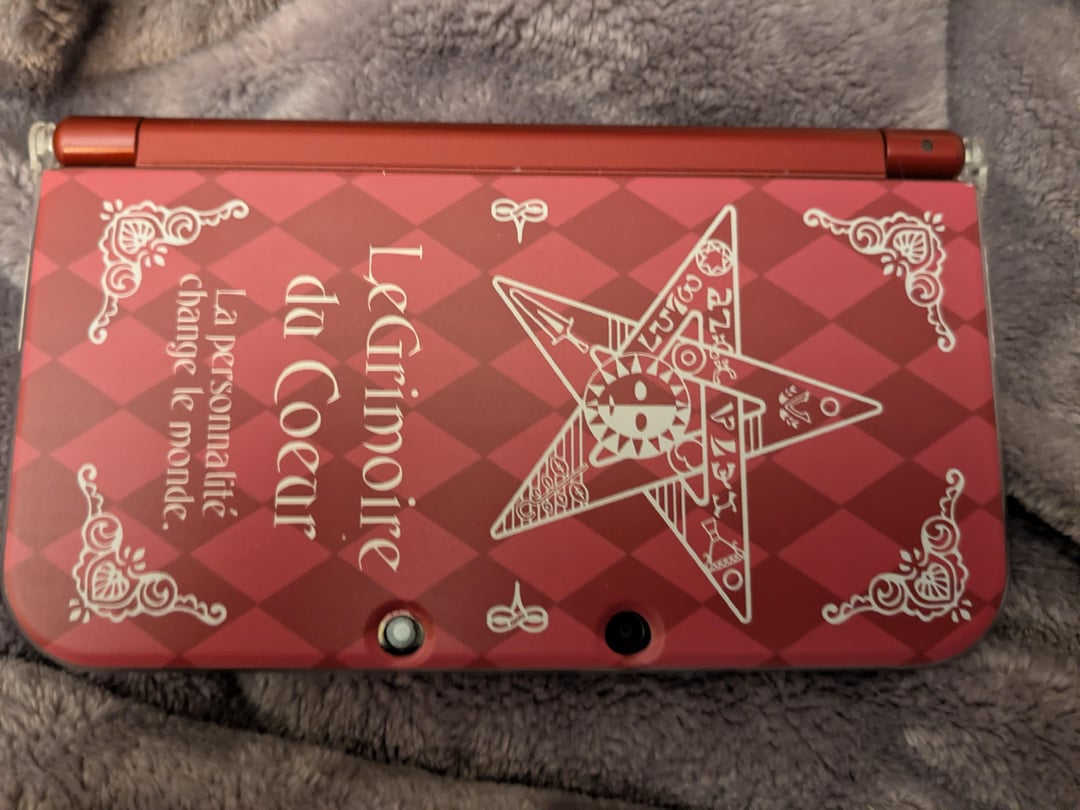 Le Grimoire
du Coeur
La personnalité
change le monde.